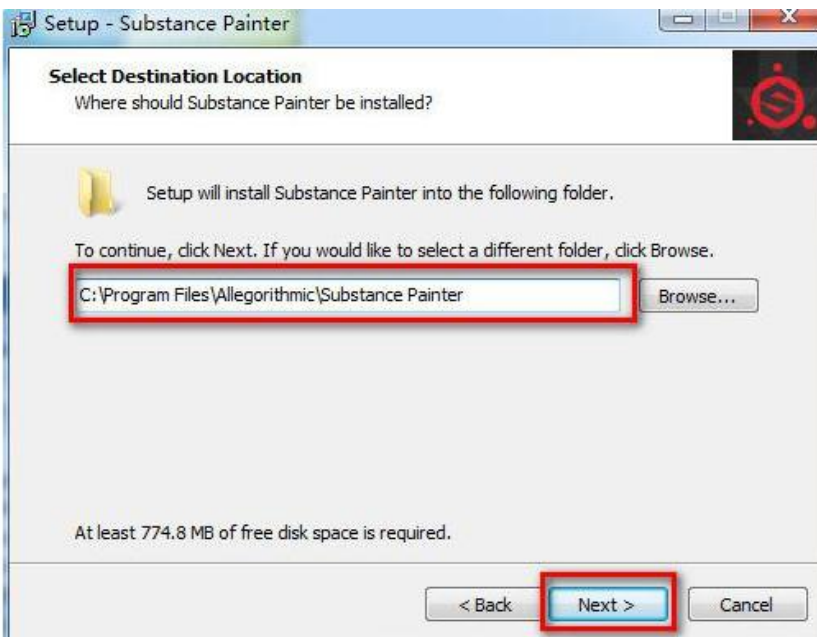 Setup - Substance Painter
Select Destination Location
Where should Substance Painter be installed?
Setup will install Substance Painter into the following folder.
To continue, click Next. If you would like to select a different folder, click Browse.
C:\Program Files\Allegorithmic\Substance Painter
Browse...
At least 774.8 MB of free disk space is required.
< Back
Next >
Cancel